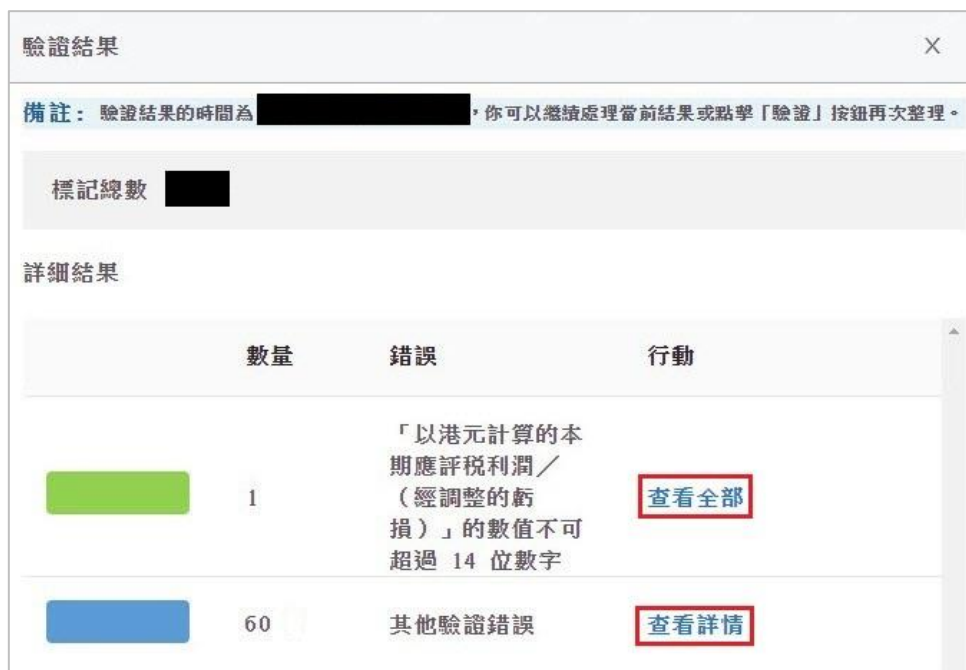 驗證結果
備註: 驗證結果的時間為 ,你可以繼續處理當前結果或點擊「驗證」按鈕再次整理。
標記總數
詳細結果
數量 錯誤 行動
「以港元計算的本
期應評稅利潤／
（經調整的虧
損）」的數值不可
超過 14 位數字
1 查看全部
60 其他驗證錯誤 查看詳情